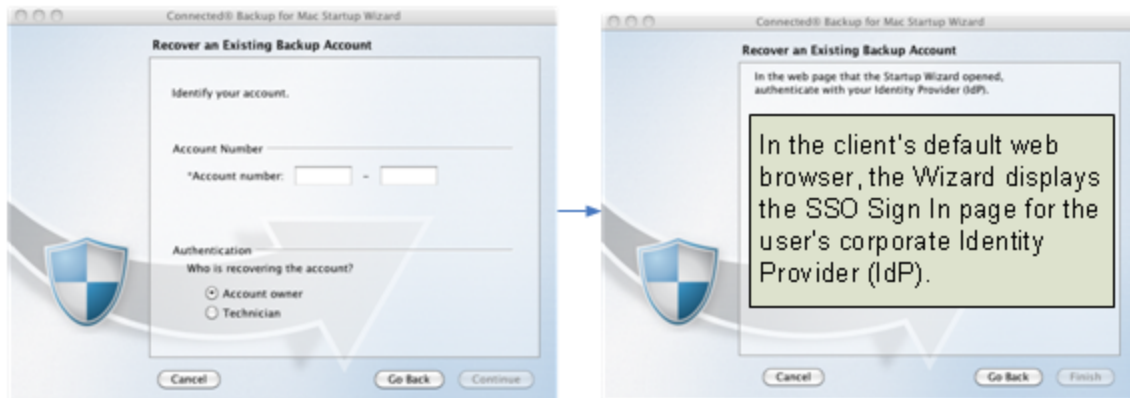 Connected® Backup for Mac Startup Wizard
Recover an Existing Backup Account
Identify your account.
Account Number
*Account number:
-
Authentication
Who is recovering the account?
Account owner
Technician
Cancel
Go Back
Continue
Connected® Backup for Mac Startup Wizard
Recover an Existing Backup Account
In the web page that the Startup Wizard opened,
authenticate with your Identity Provider (IdP).
In the client's default web
browser, the Wizard displays
the SSO Sign In page for the
user's corporate Identity
Provider (IdP).
Cancel
Go Back
Finish